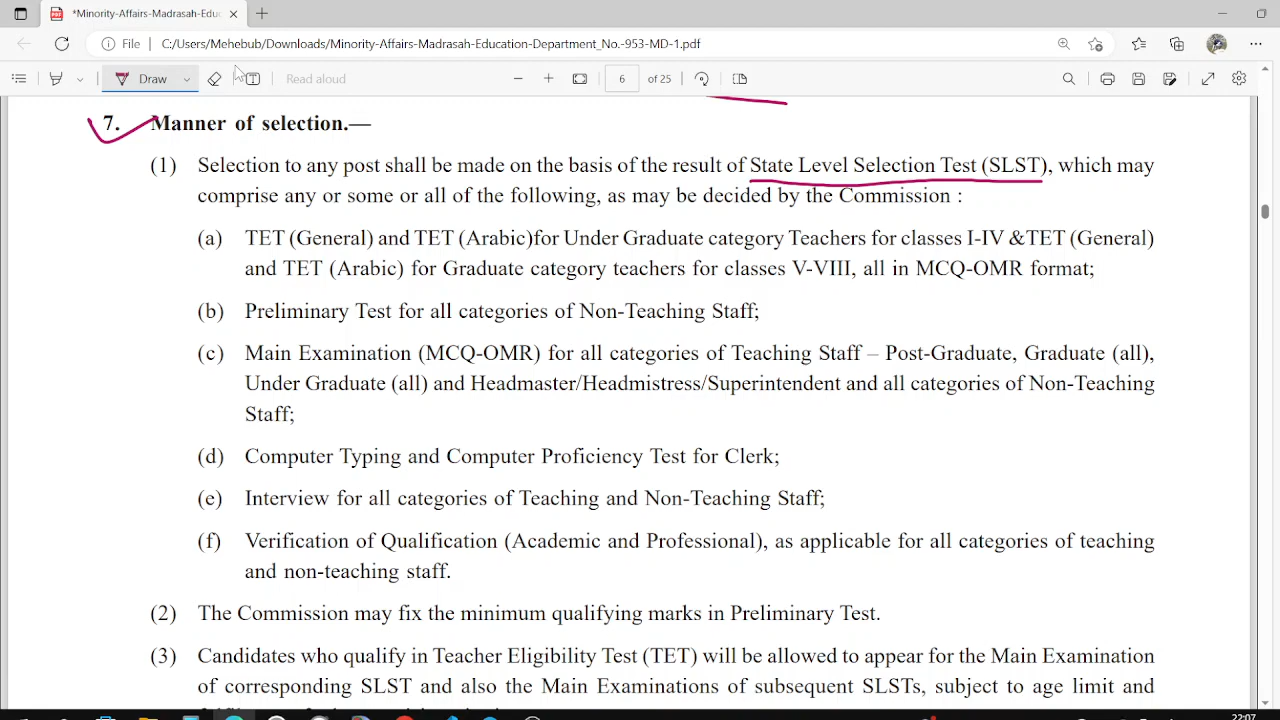 *Minority-Affairs-Madrasah-Educ
File C:/Users/Mehebub/Downloads/Minority-Affairs-Madrasah-Education-Department_No.-953-MD-1.pdf
Draw Read aloud 6 of 25
7. Manner of selection.—
(1) Selection to any post shall be made on the basis of the result of State Level Selection Test (SLST), which may
comprise any or some or all of the following, as may be decided by the Commission :
(a) TET (General) and TET (Arabic)for Under Graduate category Teachers for classes I-IV &TET (General)
and TET (Arabic) for Graduate category teachers for classes V-VIII, all in MCQ-OMR format;
(b) Preliminary Test for all categories of Non-Teaching Staff;
(c) Main Examination (MCQ-OMR) for all categories of Teaching Staff – Post-Graduate, Graduate (all),
Under Graduate (all) and Headmaster/Headmistress/Superintendent and all categories of Non-Teaching
Staff;
(d) Computer Typing and Computer Proficiency Test for Clerk;
(e) Interview for all categories of Teaching and Non-Teaching Staff;
(f) Verification of Qualification (Academic and Professional), as applicable for all categories of teaching
and non-teaching staff.
(2) The Commission may fix the minimum qualifying marks in Preliminary Test.
(3) Candidates who qualify in Teacher Eligibility Test (TET) will be allowed to appear for the Main Examination
of corresponding SLST and also the Main Examinations of subsequent SLSTs, subject to age limit and
22:07